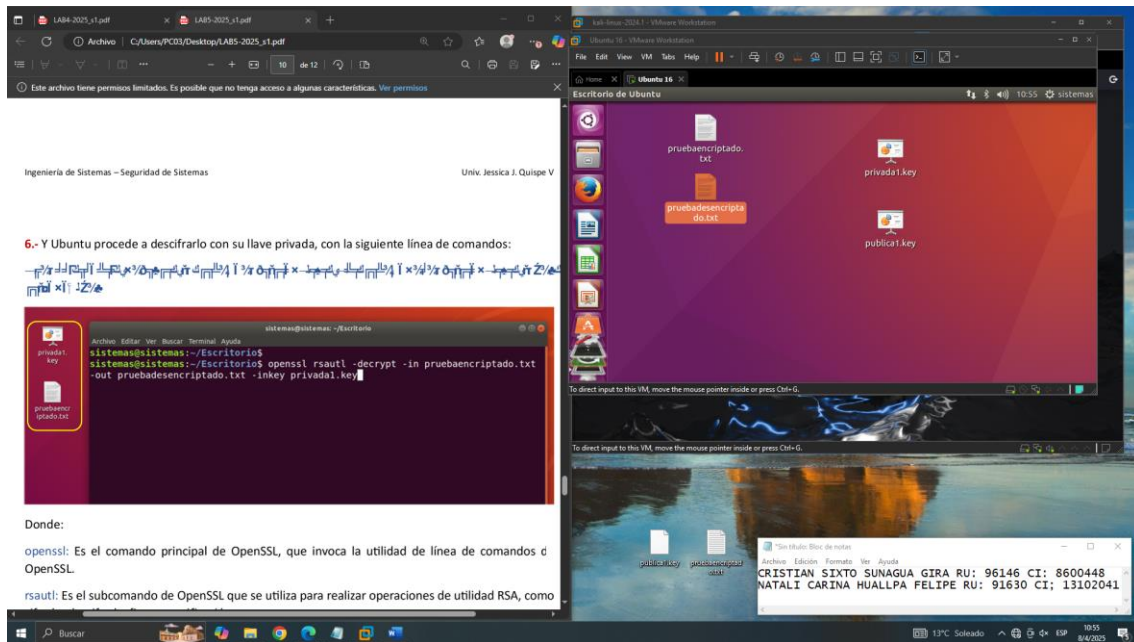 LAB4-2025_s1.pdf
LAB5-2025_s1.pdf
Archivo
C:/Users/PC03/Desktop/LAB5-2025_s1.pdf
10 de 12
Este archivo tiene permisos limitados. Es posible que no tenga acceso a algunas características. Ver permisos
Ingeniería de Sistemas – Seguridad de Sistemas
Univ. Jessica J. Quispe V
6.- Y Ubuntu procede a descifrarlo con su llave privada, con la siguiente línea de comandos:
sistemas@sistemas: ~/Escritorio
Archivo Editar Ver Buscar Terminal Ayuda
privada1.
key
pruebaencr
iptado.txt
sistemas@sistemas:~/Escritorio$
sistemas@sistemas:~/Escritorio$ openssl rsautl -decrypt -in pruebaencriptado.txt
-out pruebadesencriptado.txt -inkey privada1.key
Donde:
openssl: Es el comando principal de OpenSSL, que invoca la utilidad de línea de comandos d
OpenSSL.
rsautl: Es el subcomando de OpenSSL que se utiliza para realizar operaciones de utilidad RSA, como
kali-linux-2024.1 - VMware Workstation
Ubuntu 16 - VMware Workstation
File Edit View VM Tabs Help
Home
Ubuntu 16
Escritorio de Ubuntu
10:55 sistemas
pruebaencriptado.
txt
privada1.key
pruebadesencripta
do.txt
publica1.key
To direct input to this VM, move the mouse pointer inside or press Ctrl+G.
To direct input to this VM, move the mouse pointer inside or press Ctrl+G.
publica1.key
pruebaencriptad
o.txt
*Sin título: Bloc de notas
Archivo Edición Formato Ver Ayuda
CRISTIAN SIXTO SUNAGUA GIRA RU: 96146 CI: 8600448
NATALI CARINA HUALLPA FELIPE RU: 91630 CI; 13102041
Buscar
13°C Soleado
ESP
10:55
8/4/2025